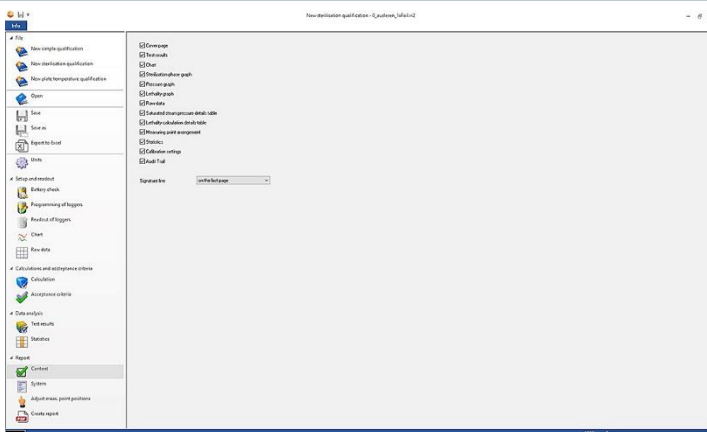 New sterilisation qualification - 0_auslesen_1afoil.ni2
Info
File
New simple qualification
New sterilisation qualification
New plate temperature qualification
Open
Save
Save as
Export to Excel
Units
Setup and readout
Battery check
Programming of loggers
Readout of loggers
Chart
Raw data
Calculations and acceptance criteria
Calculation
Acceptance criteria
Data analysis
Test results
Statistics
Report
Content
System
Adjust meas. point positions
Create report
Cover page
Test results
Chart
Sterilization phase graph
Pressure graph
Lethality graph
Raw data
Saturated steam pressure details table
Lethality calculation details table
Measuring point arrangement
Statistics
Calibration settings
Audit Trail
Signature line
on the last page